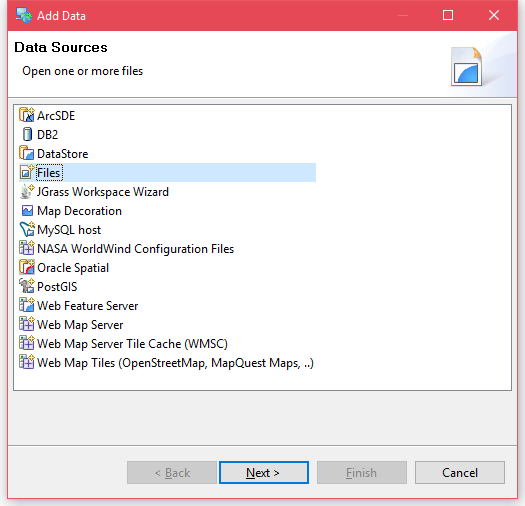 Add Data
Data Sources
Open one or more files
ArcSDE
DB2
DataStore
Files
JGrass Workspace Wizard
Map Decoration
MySQL host
NASA WorldWind Configuration Files
Oracle Spatial
PostGIS
Web Feature Server
Web Map Server
Web Map Server Tile Cache (WMSC)
Web Map Tiles (OpenStreetMap, MapQuest Maps, ..)
< Back Next > Finish Cancel